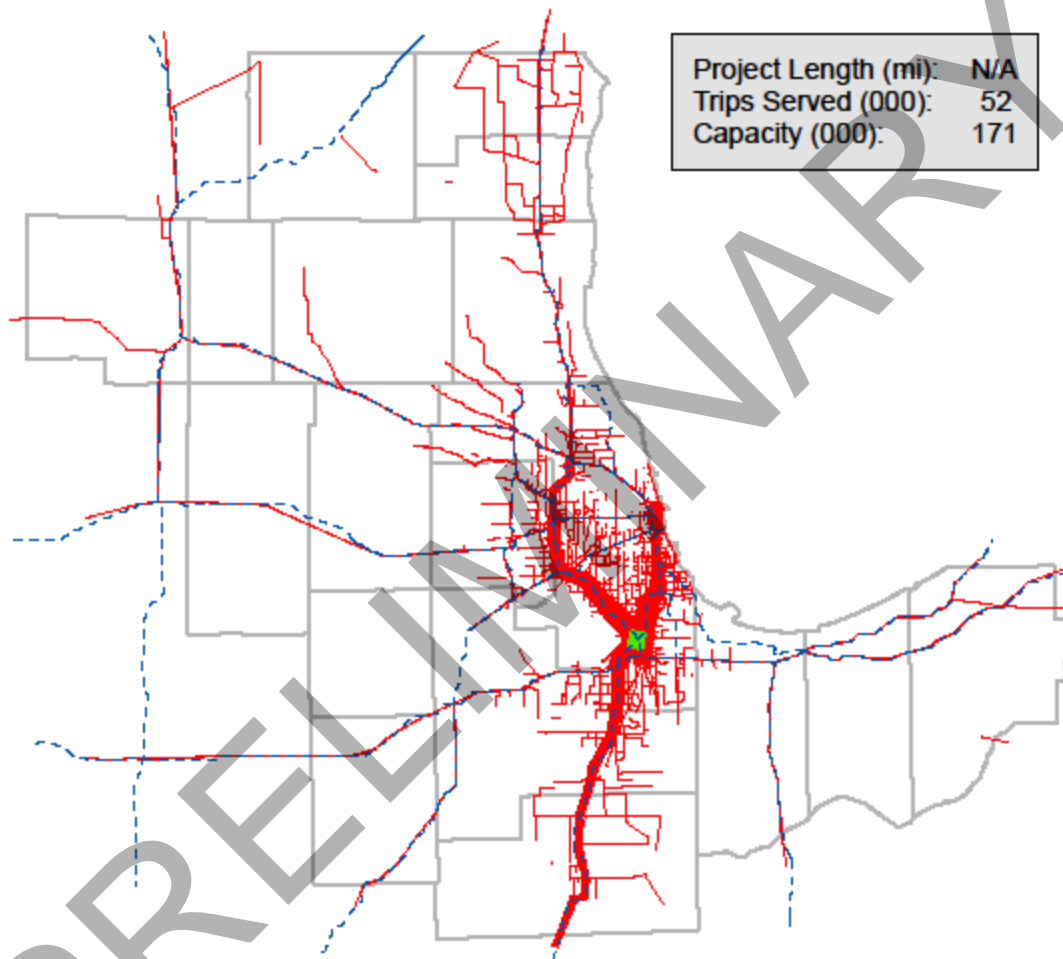 Project Length (mi): N/A
Trips Served (000): 52
Capacity (000): 171
PRELIMINARY